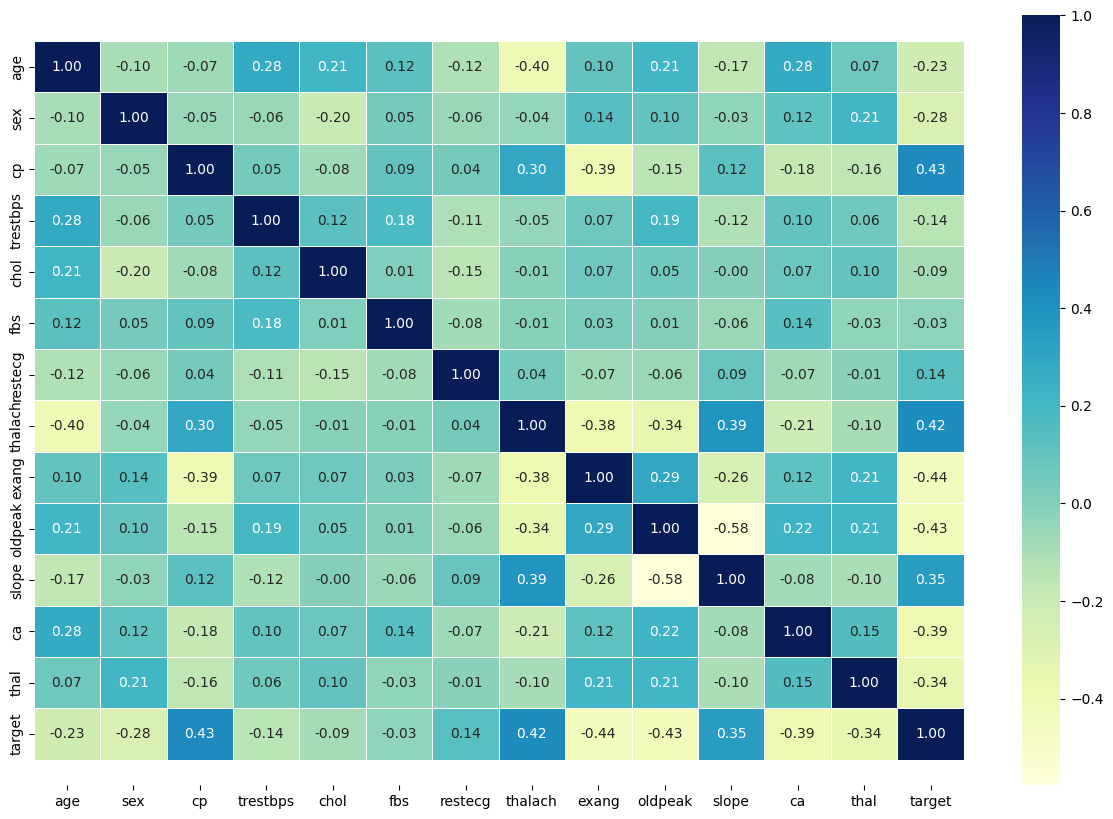 age 1.00 -0.10 -0.07 0.28 0.21 0.12 -0.12 -0.40 0.10 0.21 -0.17 0.28 0.07 -0.23
sex -0.10 1.00 -0.05 -0.06 -0.20 0.05 -0.06 -0.04 0.14 0.10 -0.03 0.12 0.21 -0.28
cp -0.07 -0.05 1.00 0.05 -0.08 0.09 0.04 0.30 -0.39 -0.15 0.12 -0.18 -0.16 0.43
trestbps 0.28 -0.06 0.05 1.00 0.12 0.18 -0.11 -0.05 0.07 0.19 -0.12 0.10 0.06 -0.14
chol 0.21 -0.20 -0.08 0.12 1.00 0.01 -0.15 -0.01 0.07 0.05 -0.00 0.07 0.10 -0.09
fbs 0.12 0.05 0.09 0.18 0.01 1.00 -0.08 -0.01 0.03 0.01 -0.06 0.14 -0.03 -0.03
restecg -0.12 -0.06 0.04 -0.11 -0.15 -0.08 1.00 0.04 -0.07 -0.06 0.09 -0.07 -0.01 0.14
thalach -0.40 -0.04 0.30 -0.05 -0.01 -0.01 0.04 1.00 -0.38 -0.34 0.39 -0.21 -0.10 0.42
exang 0.10 0.14 -0.39 0.07 0.07 0.03 -0.07 -0.38 1.00 0.29 -0.26 0.12 0.21 -0.44
oldpeak 0.21 0.10 -0.15 0.19 0.05 0.01 -0.06 -0.34 0.29 1.00 -0.58 0.22 0.21 -0.43
slope -0.17 -0.03 0.12 -0.12 -0.00 -0.06 0.09 0.39 -0.26 -0.58 1.00 -0.08 -0.10 0.35
ca 0.28 0.12 -0.18 0.10 0.07 0.14 -0.07 -0.21 0.12 0.22 -0.08 1.00 0.15 -0.39
thal 0.07 0.21 -0.16 0.06 0.10 -0.03 -0.01 -0.10 0.21 0.21 -0.10 0.15 1.00 -0.34
target -0.23 -0.28 0.43 -0.14 -0.09 -0.03 0.14 0.42 -0.44 -0.43 0.35 -0.39 -0.34 1.00
age sex cp trestbps chol fbs restecg thalach exang oldpeak slope ca thal target
1.0
0.8
0.6
0.4
0.2
0.0
−0.2
−0.4